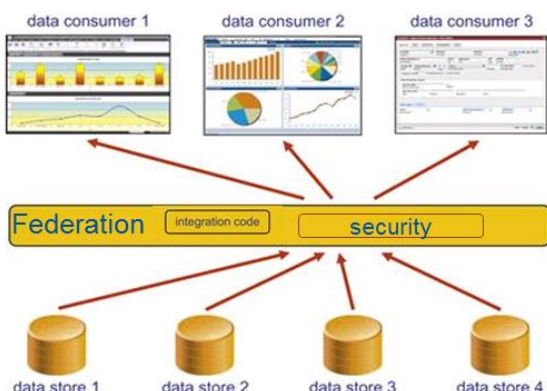 data consumer 1
data consumer 2
data consumer 3
Federation
integration code
security
data store 1
data store 2
data store 3
data store 4